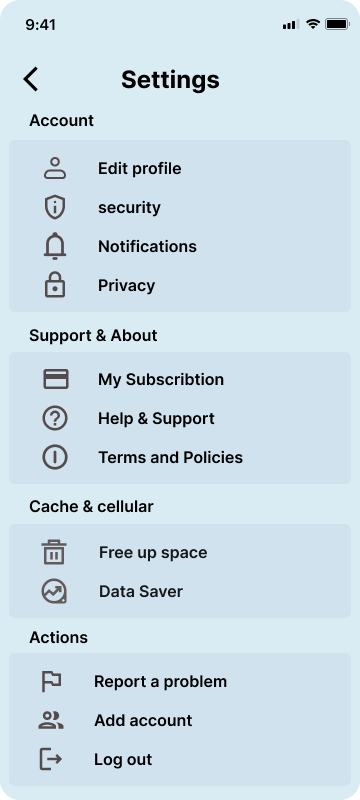 9:41
Settings
Account
Edit profile
security
Notifications
Privacy
Support & About
My Subscribtion
Help & Support
Terms and Policies
Cache & cellular
Free up space
Data Saver
Actions
Report a problem
Add account
Log out